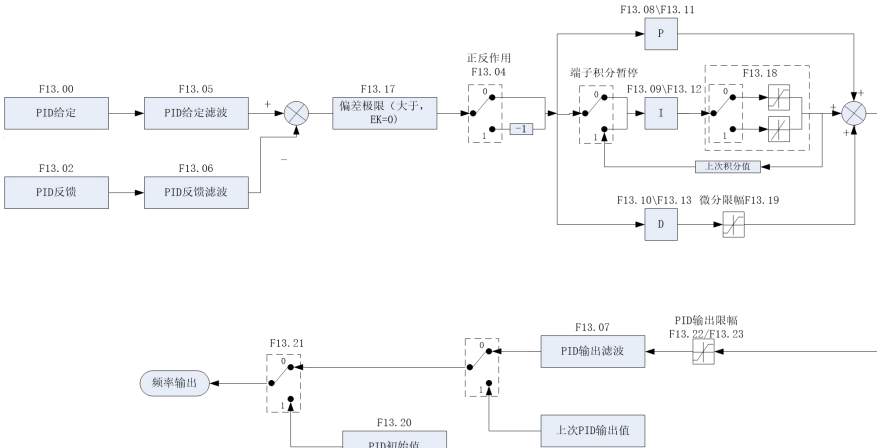 F13.08\F13.11
P
正反作用
F13.04
端子积分暂停
F13.18
F13.00
F13.05
F13.17
F13.09\F13.12
0
0
0
+
PID给定
PID给定滤波
+
偏差极限（大于，
EK=0）
I
+
1
-1
1
1
+
−
上次积分值
F13.02
F13.06
PID反馈
PID反馈滤波
F13.10\F13.13 微分限幅F13.19
D
PID输出限幅
F13.22/F13.23
F13.07
F13.21
0
PID输出滤波
0
频率输出
1
1
F13.20
上次PID输出值
PID初始值